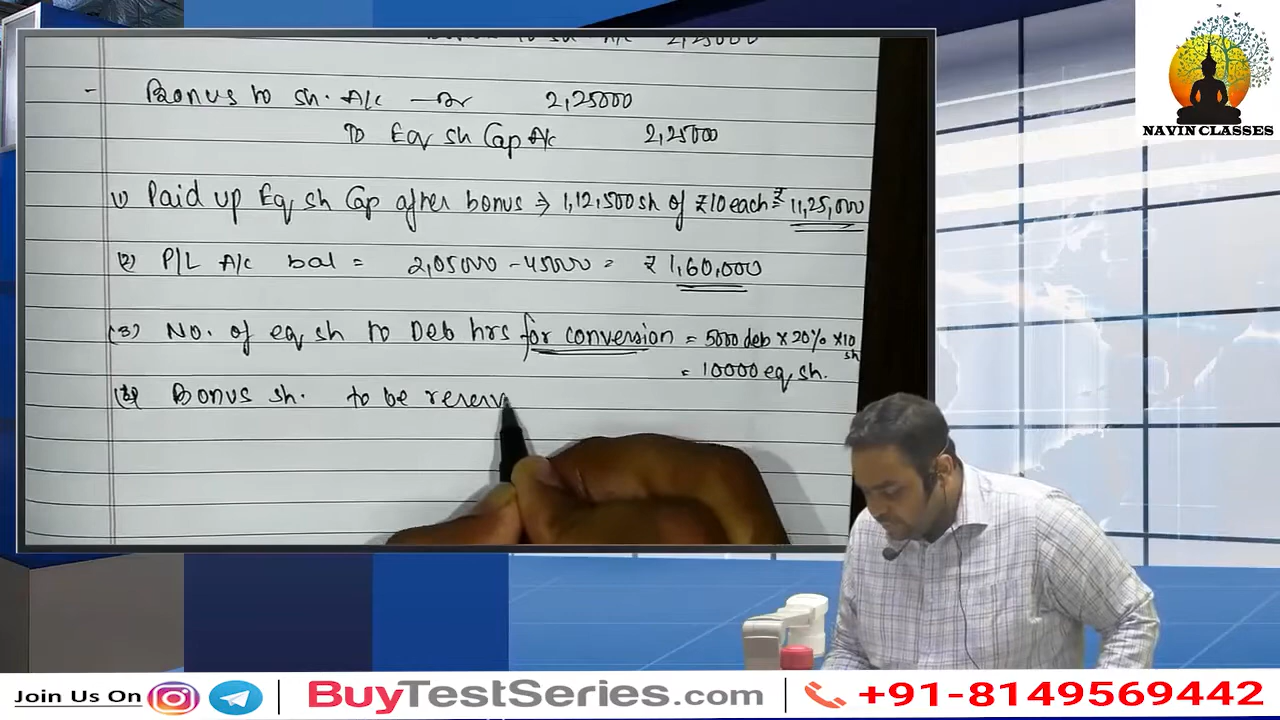 2,25000
- Bonus to sh. A/c - Dr 2,25000
To Eq sh Cap A/c 2,25000
1) Paid up Eq sh Cap after bonus ⇒ 1,12,500 sh of ₹10 each = ₹ 11,25,000
(2) P/L A/c bal = 2,05000 - 45000 = ₹ 1,60,000
(3) No. of eq sh to Deb hrs for conversion = 5000 deb × 20% × 10 sh
= 10000 eq sh.
Bonus sh. to be reserv
NAVIN CLASSES
Join Us On
BuyTestSeries.com
+91-8149569442